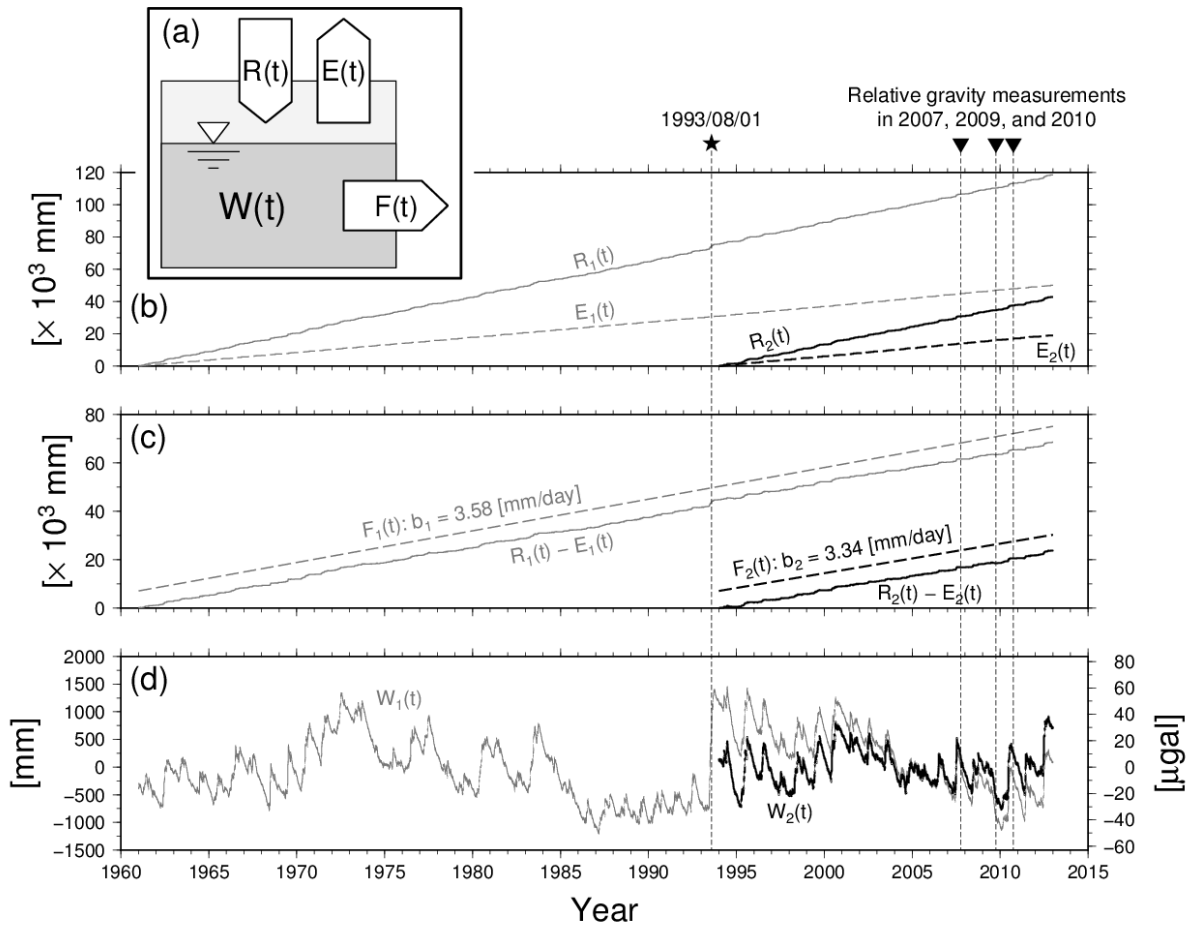 (a)
R(t)
E(t)
W(t)
F(t)
1993/08/01
Relative gravity measurements
in 2007, 2009, and 2010
[× 10³ mm]
120
100
80
60
40
20
0
(b)
R₁(t)
E₁(t)
R₂(t)
E₂(t)
[× 10³ mm]
80
60
40
20
0
(c)
F₁(t): b₁ = 3.58 [mm/day]
R₁(t) − E₁(t)
F₂(t): b₂ = 3.34 [mm/day]
R₂(t) − E₂(t)
[mm]
2000
1500
1000
500
0
−500
−1000
−1500
(d)
W₁(t)
W₂(t)
80
60
40
20
0
−20
−40
−60
[μgal]
1960 1965 1970 1975 1980 1985 1990 1995 2000 2005 2010 2015
Year